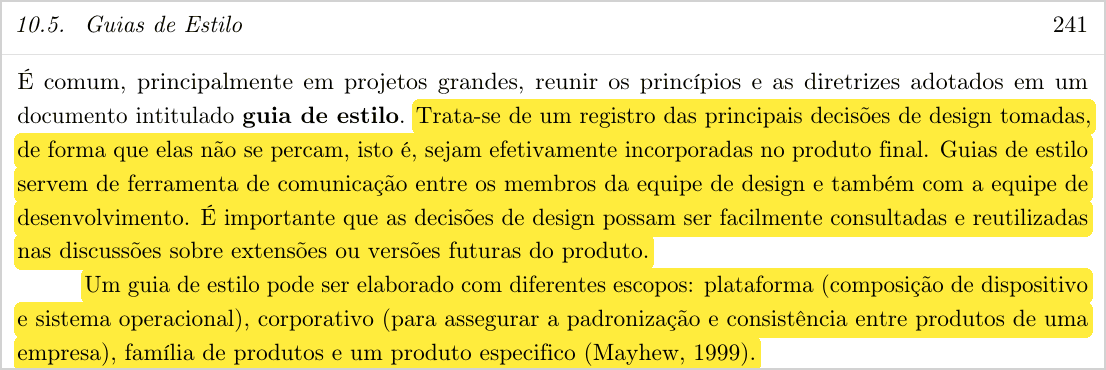 10.5. Guias de Estilo 241
É comum, principalmente em projetos grandes, reunir os princípios e as diretrizes adotados em um
documento intitulado guia de estilo. Trata-se de um registro das principais decisões de design tomadas,
de forma que elas não se percam, isto é, sejam efetivamente incorporadas no produto final. Guias de estilo
servem de ferramenta de comunicação entre os membros da equipe de design e também com a equipe de
desenvolvimento. É importante que as decisões de design possam ser facilmente consultadas e reutilizadas
nas discussões sobre extensões ou versões futuras do produto.
Um guia de estilo pode ser elaborado com diferentes escopos: plataforma (composição de dispositivo
e sistema operacional), corporativo (para assegurar a padronização e consistência entre produtos de uma
empresa), família de produtos e um produto especifico (Mayhew, 1999).